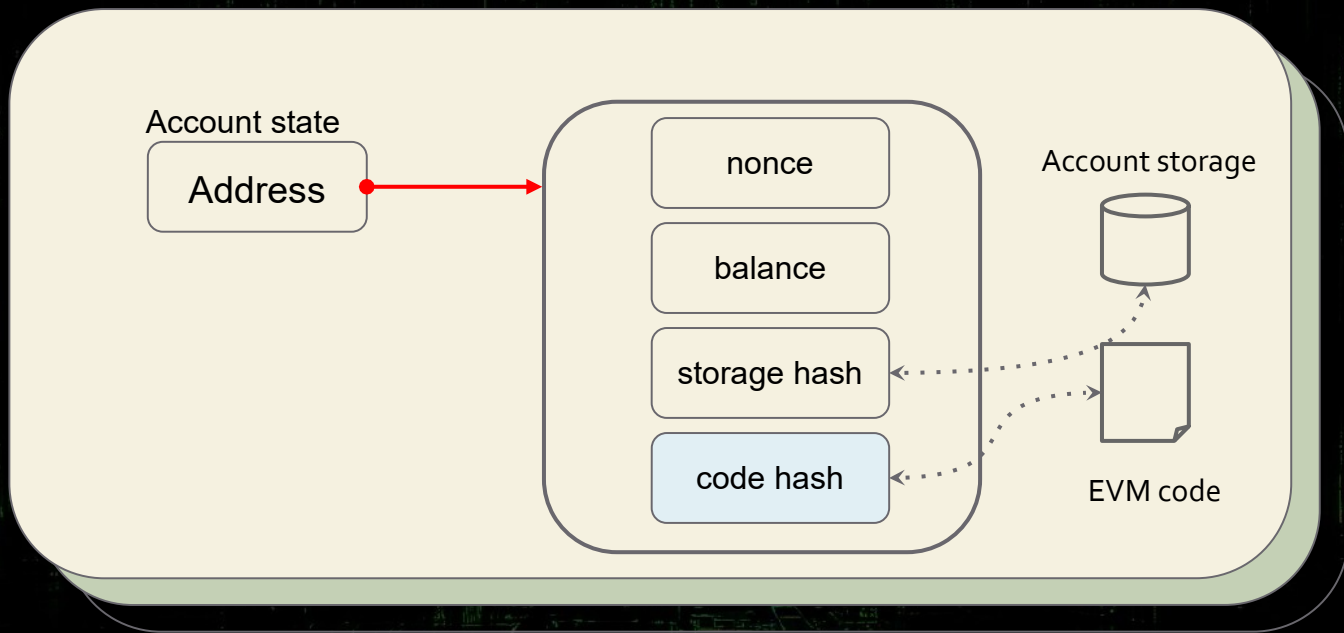 Account state
Address
nonce
balance
storage hash
code hash
Account storage
EVM code